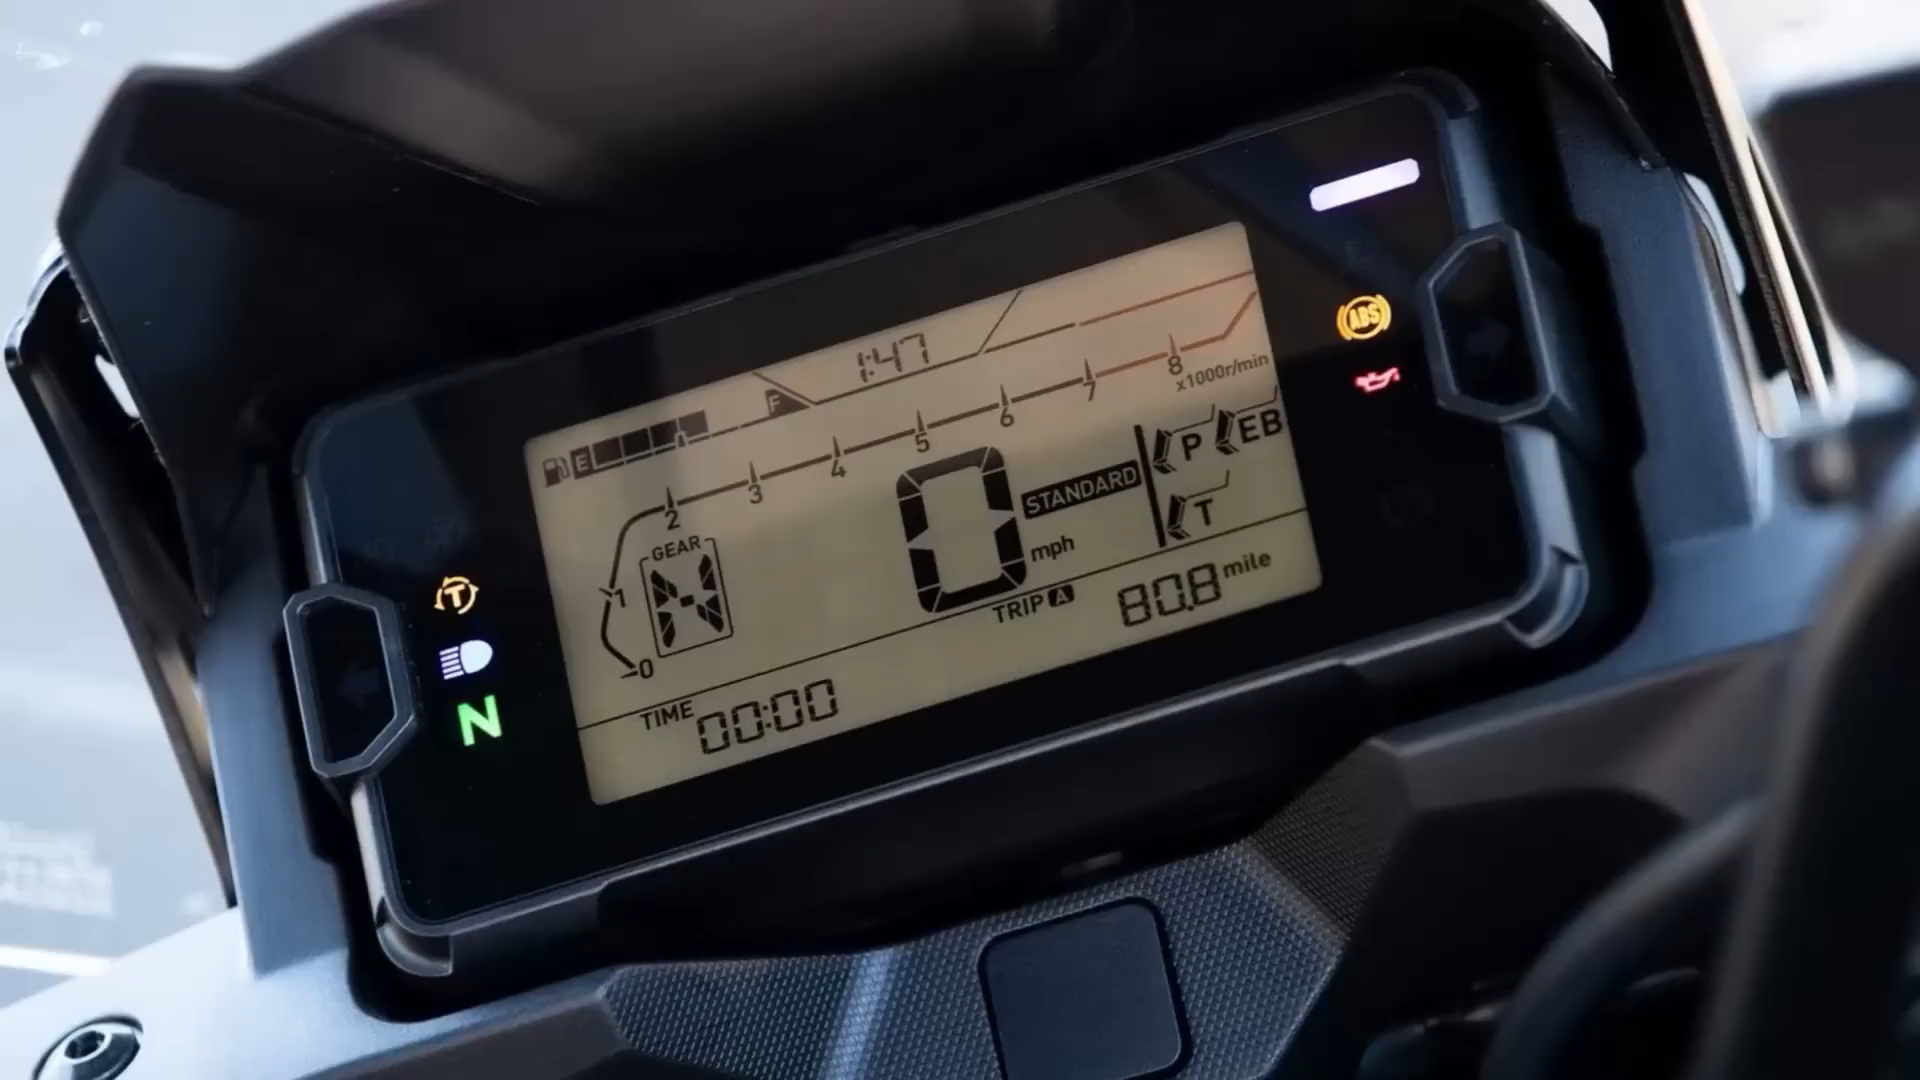 1:47
E F
0 1 2 3 4 5 6 7 8
x1000r/min
GEAR
0
mph
STANDARD
P EB
T
TRIP A 80.8 mile
TIME 00:00
ABS
T
N